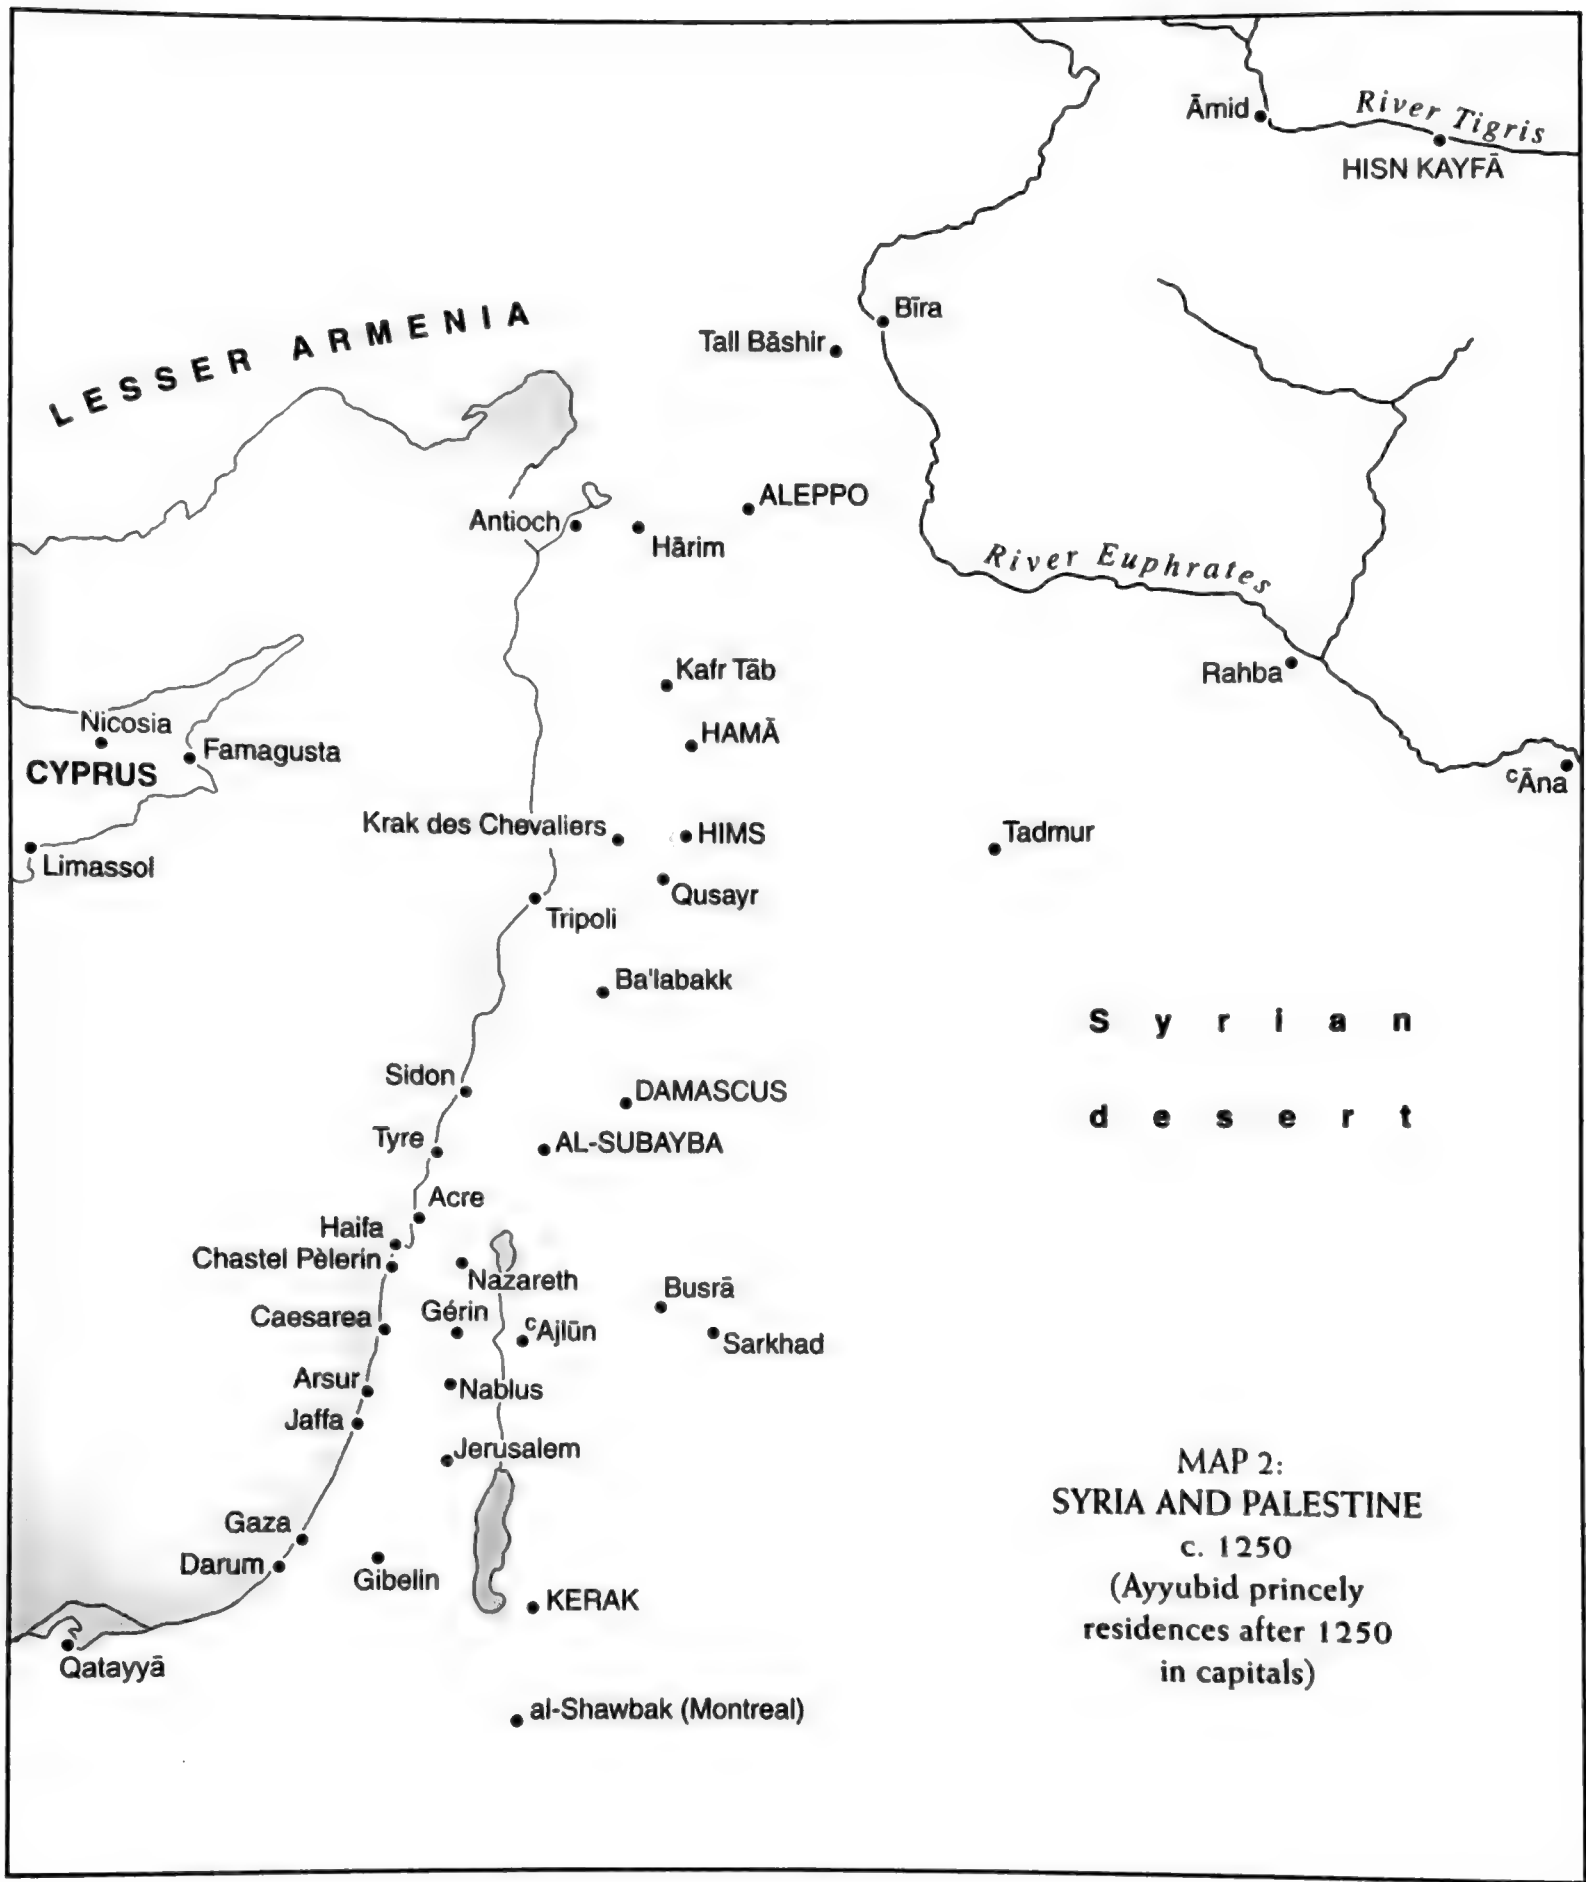 Āmid
River Tigris
HISN KAYFĀ
LESSER ARMENIA
Bīra
Tall Bāshir
ALEPPO
Antioch
Hārim
River Euphrates
Kafr Tāb
Rahba
Nicosia
HAMĀ
Famagusta
CYPRUS
ᶜĀna
Krak des Chevaliers
HIMS
Tadmur
Limassol
Qusayr
Tripoli
Ba'labakk
Syrian
desert
Sidon
DAMASCUS
Tyre
AL-SUBAYBA
Acre
Haifa
Chastel Pèlerin
Nazareth
Busrā
Caesarea
Gérin
ᶜAjlūn
Sarkhad
Arsur
Nablus
Jaffa
Jerusalem
MAP 2:
SYRIA AND PALESTINE
c. 1250
(Ayyubid princely
residences after 1250
in capitals)
Gaza
Darum
Gibelin
KERAK
Qatayyā
al-Shawbak (Montreal)